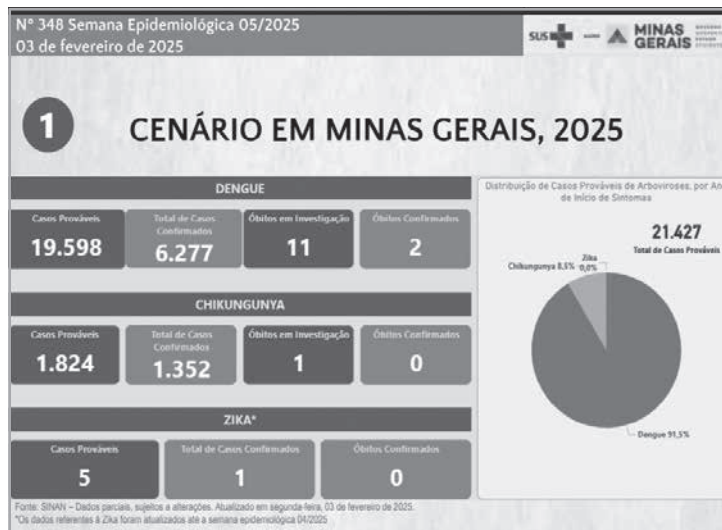 Nº 348 Semana Epidemiológica 05/2025
03 de fevereiro de 2025
SUS
MINAS
GERAIS
1
CENÁRIO EM MINAS GERAIS, 2025
DENGUE
Casos Prováveis
19.598
Total de Casos
Confirmados
6.277
Óbitos em Investigação
11
Óbitos Confirmados
2
CHIKUNGUNYA
Casos Prováveis
1.824
Total de Casos
Confirmados
1.352
Óbitos em Investigação
1
Óbitos Confirmados
0
ZIKA*
Casos Prováveis
5
Total de Casos Confirmados
1
Óbitos Confirmados
0
Distribuição de Casos Prováveis de Arboviroses, por An
de Início de Sintomas
21.427
Total de Casos Prováveis
Zika
0,0%
Chikungunya 8,5%
Dengue 91,5%
Fonte: SINAN – Dados parciais, sujeitos a alterações. Atualizado em segunda-feira, 03 de fevereiro de 2025.
*Os dados referentes à Zika foram atualizados até a semana epidemiológica 04/2025